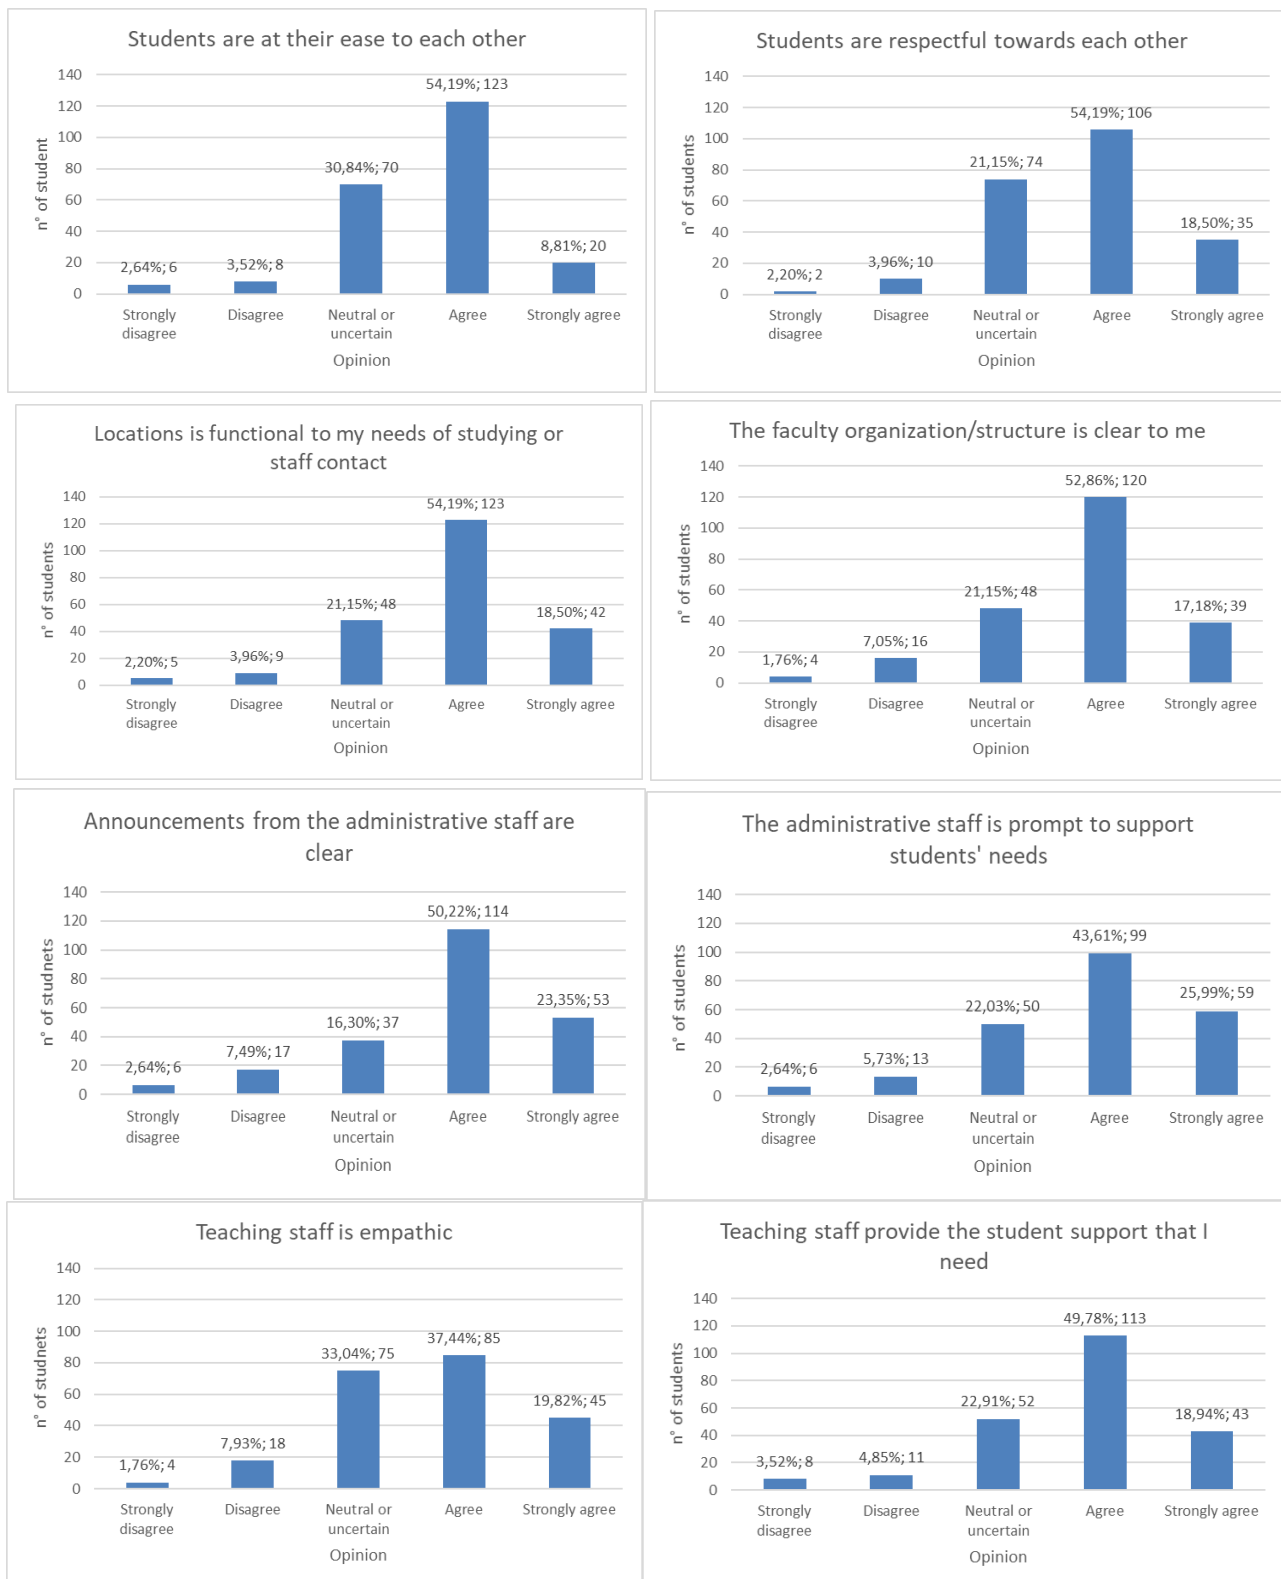 Students are at their ease to each other
140
120
100
80
60
40
20
0
n° of student
2,64%; 6
3,52%; 8
30,84%; 70
54,19%; 123
8,81%; 20
Strongly
disagree
Disagree
Neutral or
uncertain
Agree
Strongly agree
Opinion
Students are respectful towards each other
140
120
100
80
60
40
20
0
n° of students
2,20%; 2
3,96%; 10
21,15%; 74
54,19%; 106
18,50%; 35
Strongly
disagree
Disagree
Neutral or
uncertain
Agree
Strongly agree
Opinion
Locations is functional to my needs of studying or
staff contact
140
120
100
80
60
40
20
0
n° of students
2,20%; 5
3,96%; 9
21,15%; 48
54,19%; 123
18,50%; 42
Strongly
disagree
Disagree
Neutral or
uncertain
Agree
Strongly agree
Opinion
The faculty organization/structure is clear to me
140
120
100
80
60
40
20
0
n° of students
1,76%; 4
7,05%; 16
21,15%; 48
52,86%; 120
17,18%; 39
Strongly
disagree
Disagree
Neutral or
uncertain
Agree
Strongly agree
Opinion
Announcements from the administrative staff are
clear
140
120
100
80
60
40
20
0
n° of studnets
2,64%; 6
7,49%; 17
16,30%; 37
50,22%; 114
23,35%; 53
Strongly
disagree
Disagree
Neutral or
uncertain
Agree
Strongly agree
Opinion
The administrative staff is prompt to support
students' needs
140
120
100
80
60
40
20
0
n° of students
2,64%; 6
5,73%; 13
22,03%; 50
43,61%; 99
25,99%; 59
Strongly
disagree
Disagree
Neutral or
uncertain
Agree
Strongly agree
Opinion
Teaching staff is empathic
140
120
100
80
60
40
20
0
n° of studnets
1,76%; 4
7,93%; 18
33,04%; 75
37,44%; 85
19,82%; 45
Strongly
disagree
Disagree
Neutral or
uncertain
Agree
Strongly agree
Opinion
Teaching staff provide the student support that I
need
140
120
100
80
60
40
20
0
n° of students
3,52%; 8
4,85%; 11
22,91%; 52
49,78%; 113
18,94%; 43
Strongly
disagree
Disagree
Neutral or
uncertain
Agree
Strongly agree
Opinion